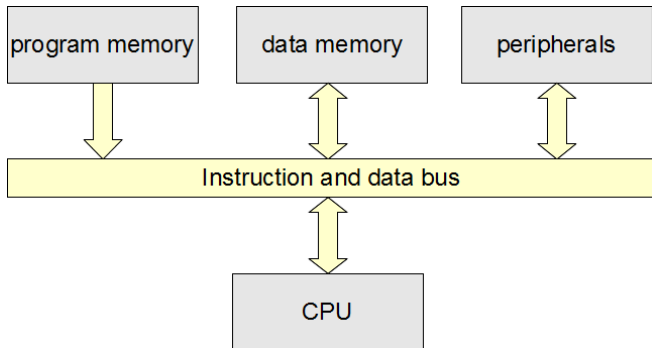 program memory
data memory
peripherals
Instruction and data bus
CPU